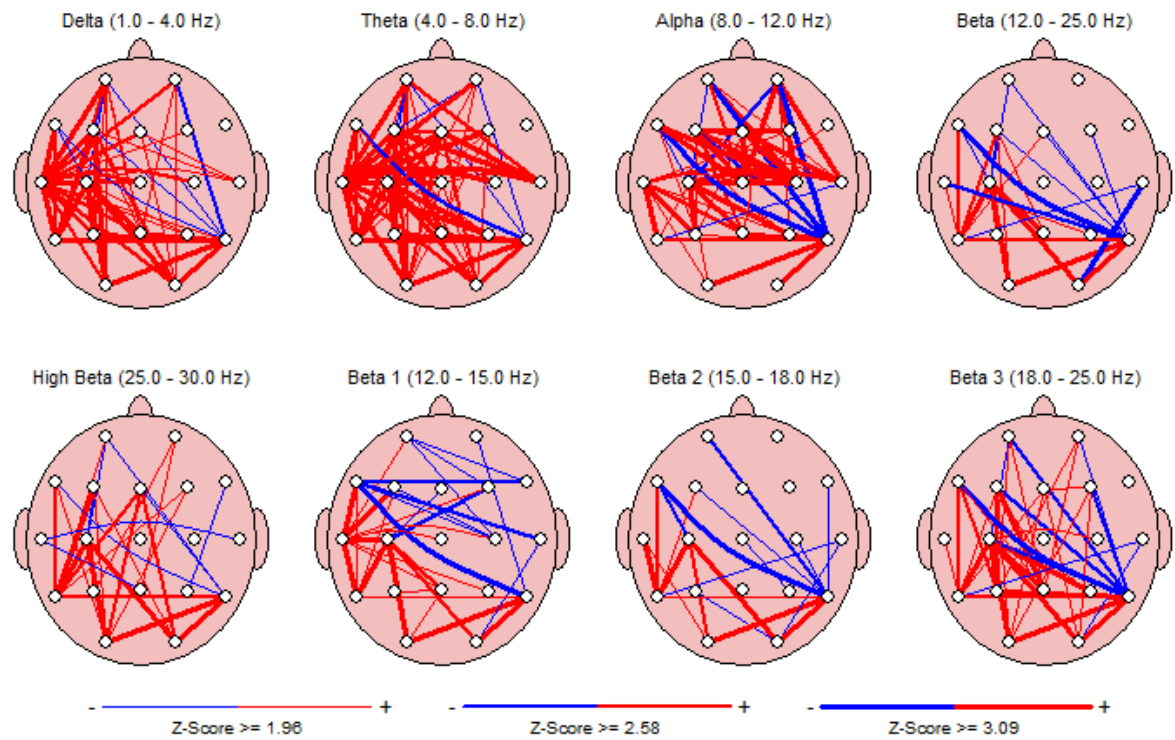 Delta (1.0 - 4.0 Hz) Theta (4.0 - 8.0 Hz) Alpha (8.0 - 12.0 Hz) Beta (12.0 - 25.0 Hz)
High Beta (25.0 - 30.0 Hz) Beta 1 (12.0 - 15.0 Hz) Beta 2 (15.0 - 18.0 Hz) Beta 3 (18.0 - 25.0 Hz)
- + - + - +
Z-Score >= 1.96 Z-Score >= 2.58 Z-Score >= 3.09